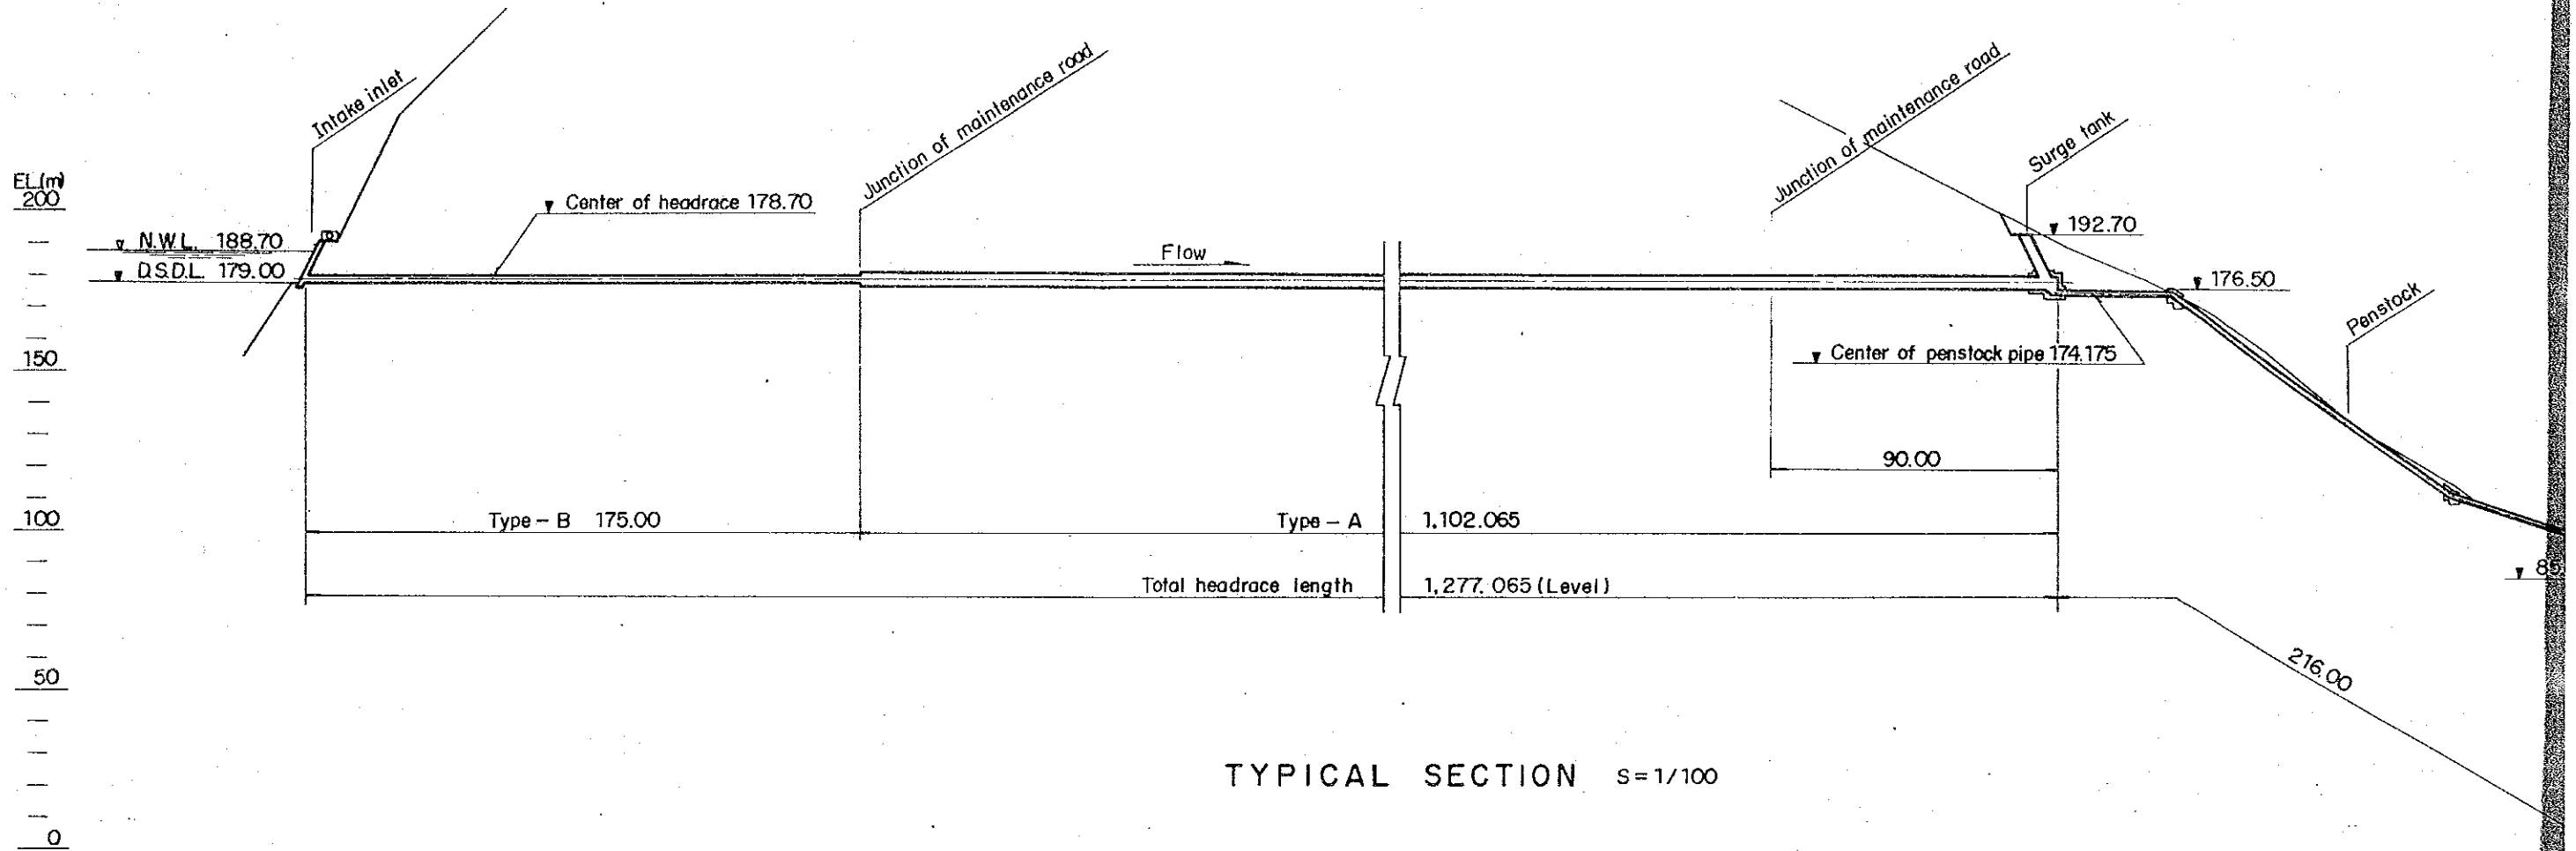 Intake inlet
Junction of maintenance road
Junction of maintenance road
Surge tank
EL.(m)
200
Center of headrace 178.70
192.70
N.W.L. 188.70
Flow
D.S.D.L. 179.00
176.50
Penstock
150
Center of penstock pipe 174.175
90.00
100
Type – B 175.00
Type – A 1,102.065
85
Total headrace length 1,277.065 (Level)
50
216.00
TYPICAL SECTION S=1/100
0